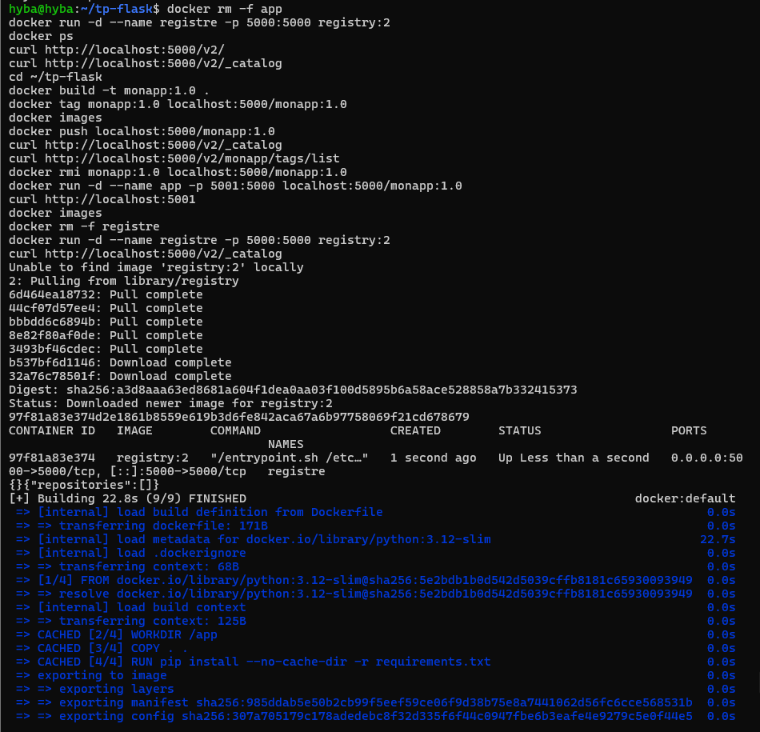 hyba@hyba:~/tp-flask$ docker rm -f app
docker run -d --name registre -p 5000:5000 registry:2
docker ps
curl http://localhost:5000/v2/
curl http://localhost:5000/v2/_catalog
cd ~/tp-flask
docker build -t monapp:1.0 .
docker tag monapp:1.0 localhost:5000/monapp:1.0
docker images
docker push localhost:5000/monapp:1.0
curl http://localhost:5000/v2/_catalog
curl http://localhost:5000/v2/monapp/tags/list
docker rmi monapp:1.0 localhost:5000/monapp:1.0
docker run -d --name app -p 5001:5000 localhost:5000/monapp:1.0
curl http://localhost:5001
docker images
docker rm -f registre
docker run -d --name registre -p 5000:5000 registry:2
curl http://localhost:5000/v2/_catalog
Unable to find image 'registry:2' locally
2: Pulling from library/registry
6d464ea18732: Pull complete
44cf07d57ee4: Pull complete
bbbdd6c6894b: Pull complete
8e82f80af0de: Pull complete
3493bf46cdec: Pull complete
b537bf6d1146: Download complete
32a76c78501f: Download complete
Digest: sha256:a3d8aaa63ed8681a604f1dea0aa03f100d5895b6a58ace528858a7b332415373
Status: Downloaded newer image for registry:2
97f81a83e374d2e1861b8559e619b3d6fe842aca67a6b97758069f21cd678679
CONTAINER ID   IMAGE        COMMAND                  CREATED        STATUS                  PORTS
NAMES
97f81a83e374   registry:2   "/entrypoint.sh /etc…"   1 second ago   Up Less than a second   0.0.0.0:50
00->5000/tcp, [::]:5000->5000/tcp   registre
{}{"repositories":[]}
[+] Building 22.8s (9/9) FINISHED                                    docker:default
=> [internal] load build definition from Dockerfile                            0.0s
=> => transferring dockerfile: 171B                                            0.0s
=> [internal] load metadata for docker.io/library/python:3.12-slim            22.7s
=> [internal] load .dockerignore                                               0.0s
=> => transferring context: 68B                                                0.0s
=> [1/4] FROM docker.io/library/python:3.12-slim@sha256:5e2bdb1b0d542d5039cffb8181c65930093949  0.0s
=> => resolve docker.io/library/python:3.12-slim@sha256:5e2bdb1b0d542d5039cffb8181c65930093949  0.0s
=> [internal] load build context                                               0.0s
=> => transferring context: 125B                                               0.0s
=> CACHED [2/4] WORKDIR /app                                                   0.0s
=> CACHED [3/4] COPY . .                                                       0.0s
=> CACHED [4/4] RUN pip install --no-cache-dir -r requirements.txt             0.0s
=> exporting to image                                                          0.0s
=> => exporting layers                                                         0.0s
=> => exporting manifest sha256:985ddab5e50b2cb99f5eef59ce06f9d38b75e8a7441062d56fc6cce568531b  0.0s
=> => exporting config sha256:307a705179c178adedebc8f32d335f6f44c0947fbe6b3eafe4e9279c5e0f44e5  0.0s